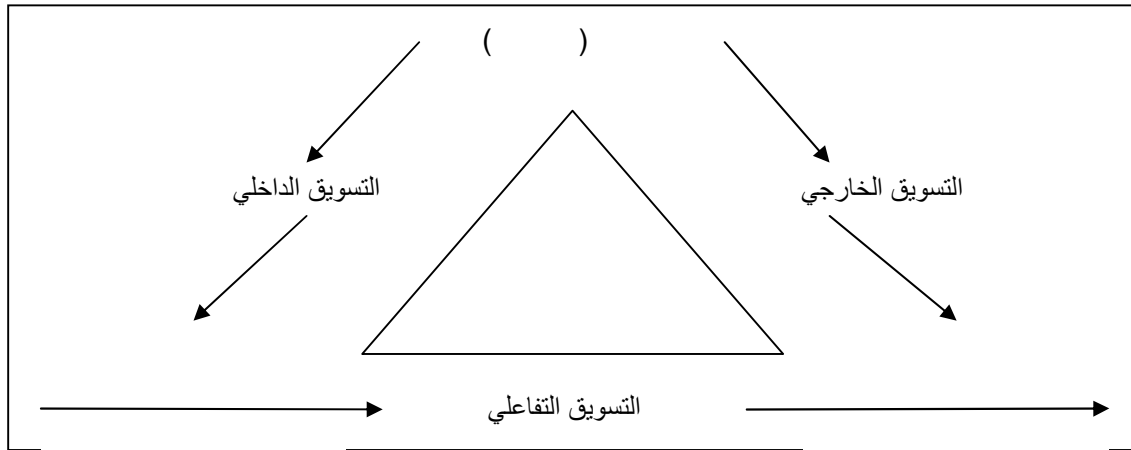 ( )
التسويق الخارجي
التسويق الداخلي
التسويق التفاعلي